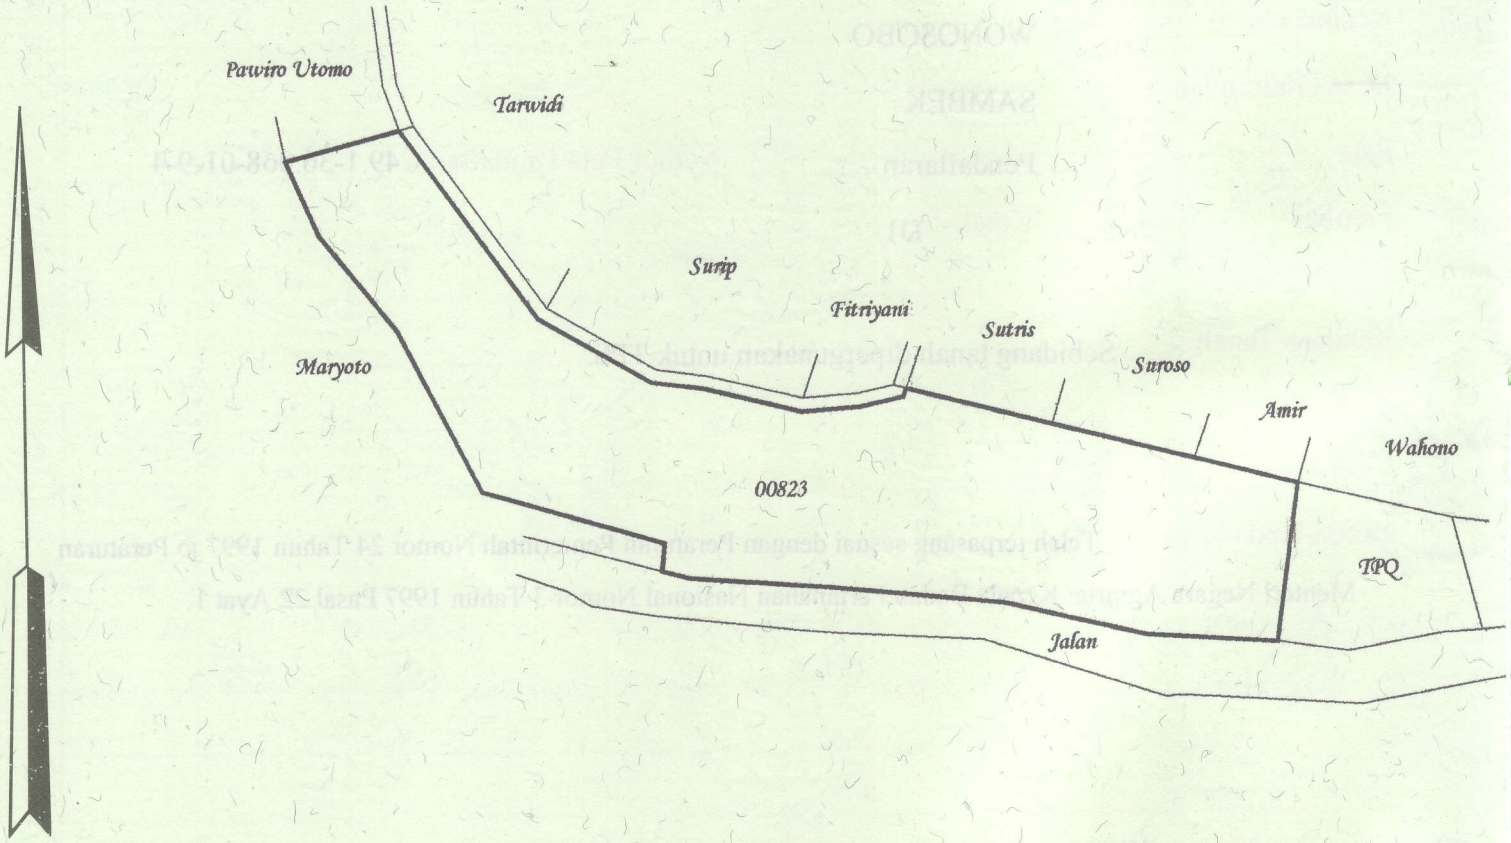 Pawiro Utomo
Tarwidi
Surip
Fitriyani
Sutris
Suroso
Amir
Wahono
Maryoto
00823
TPQ
Jalan
WONOSOBO
SAMBEK
Pendaftaran
Sebidang tanah dipergunakan untuk
Telah terpasang sesuai dengan Peraturan Pemerintah Nomor 24 Tahun 1997 jo Peraturan
Menteri Negara Agraria Kepala Badan Pertanahan Nasional Nomor 3 Tahun 1997 Pasal 22 Ayat 1